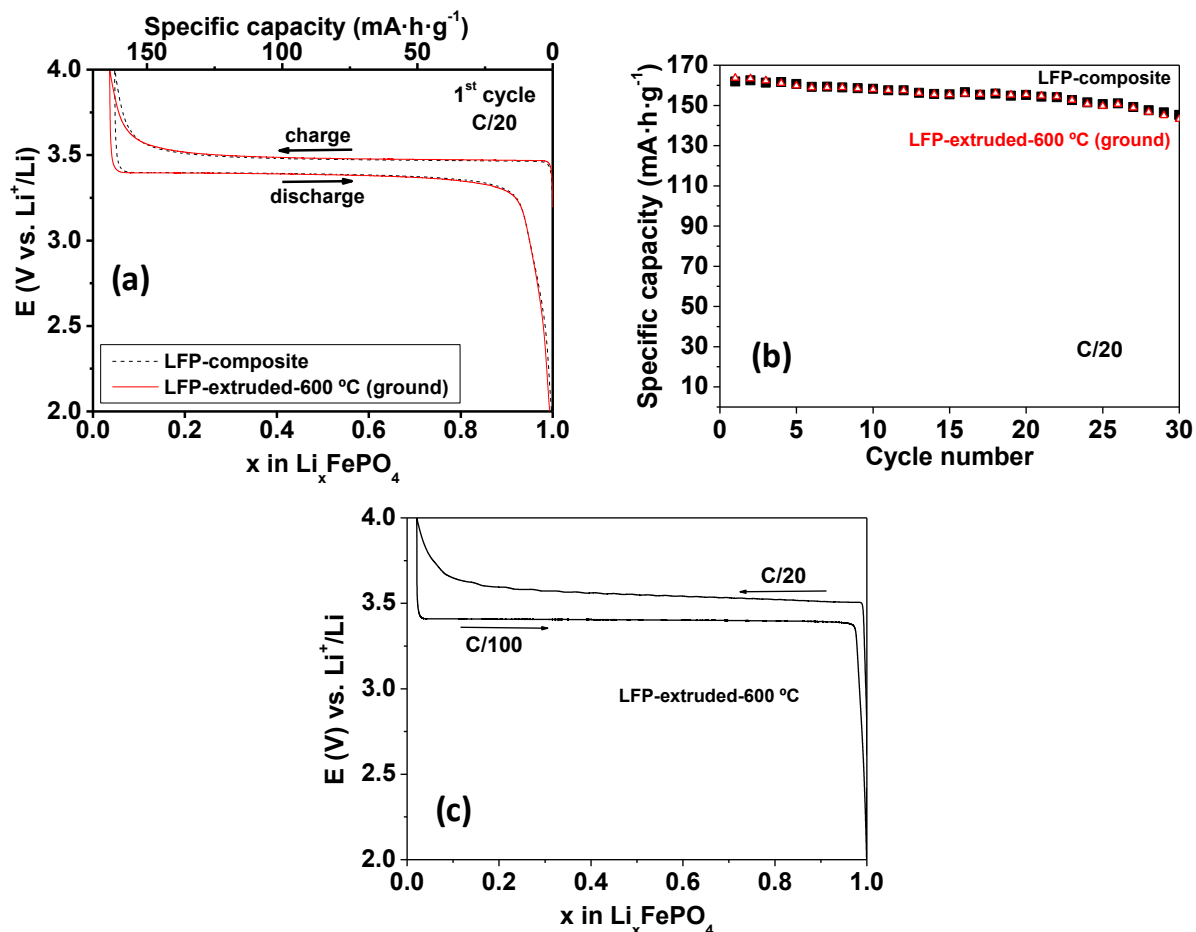 Specific capacity (mA·h·g⁻¹)
150 100 50 0
4.0
3.5
3.0
2.5
2.0
E (V vs. Li⁺/Li)
1ˢᵗ cycle
C/20
charge
discharge
(a)
LFP-composite
LFP-extruded-600 ºC (ground)
0.0 0.2 0.4 0.6 0.8 1.0
x in LiₓFePO₄
170
150
130
110
90
70
50
30
10
Specific capacity (mA·h·g⁻¹)
LFP-composite
LFP-extruded-600 ºC (ground)
(b)
C/20
0 5 10 15 20 25 30
Cycle number
4.0
3.5
3.0
2.5
2.0
E (V) vs. Li⁺/Li
C/20
C/100
LFP-extruded-600 ºC
(c)
0.0 0.2 0.4 0.6 0.8 1.0
x in LiₓFePO₄